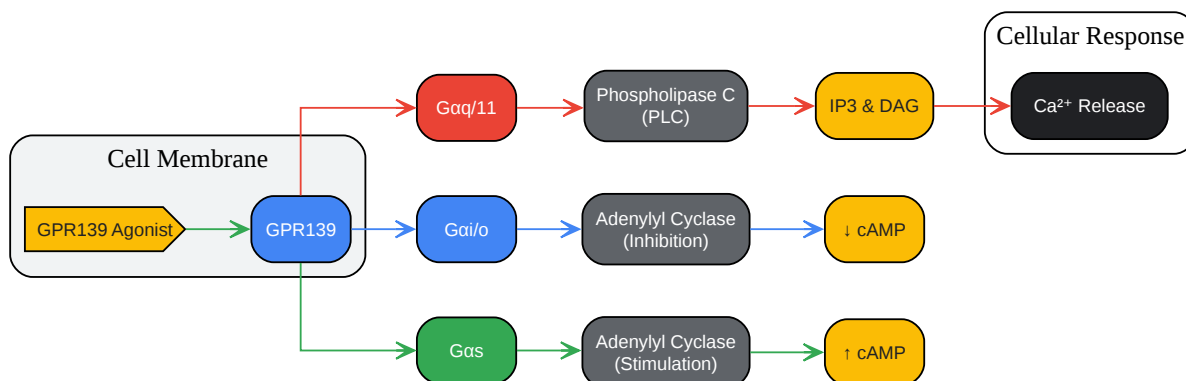 Cellular Response
Gαq/11
Phospholipase C
(PLC)
IP3 & DAG
Ca²⁺ Release
Cell Membrane
GPR139 Agonist
GPR139
Gαi/o
Adenylyl Cyclase
(Inhibition)
↓ cAMP
Gαs
Adenylyl Cyclase
(Stimulation)
↑ cAMP